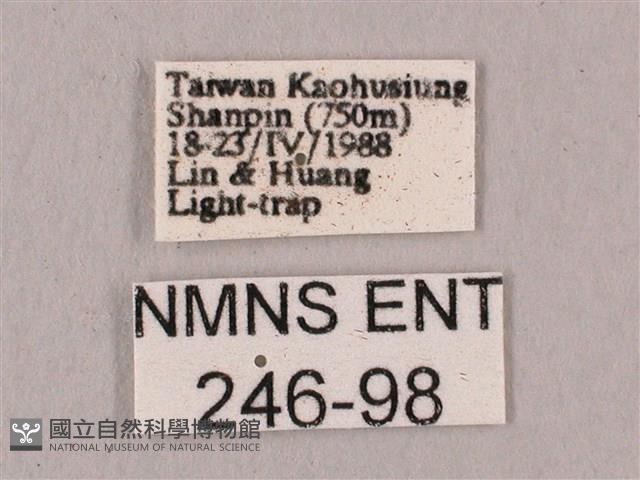 Taiwan Kaohusiung
Shanpin (750m)
18-23/IV/1988
Lin & Huang
Light-trap
NMNS ENT
246-98
國立自然科學博物館
NATIONAL MUSEUM OF NATURAL SCIENCE